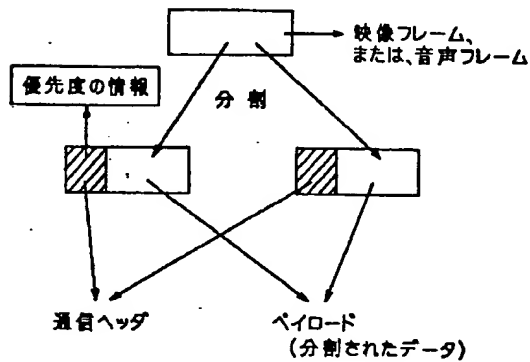 映像フレーム、
または、音声フレーム
優先度の情報
分割
通信ヘッダ
ペイロード
(分割されたデータ)